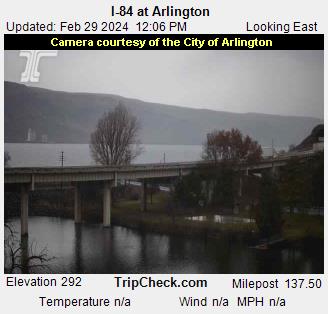 I-84 at Arlington
Updated: Feb 29 2024 12:06 PM Looking East
Camera courtesy of the City of Arlington
Elevation 292 TripCheck.com Milepost 137.50
Temperature n/a Wind n/a MPH n/a